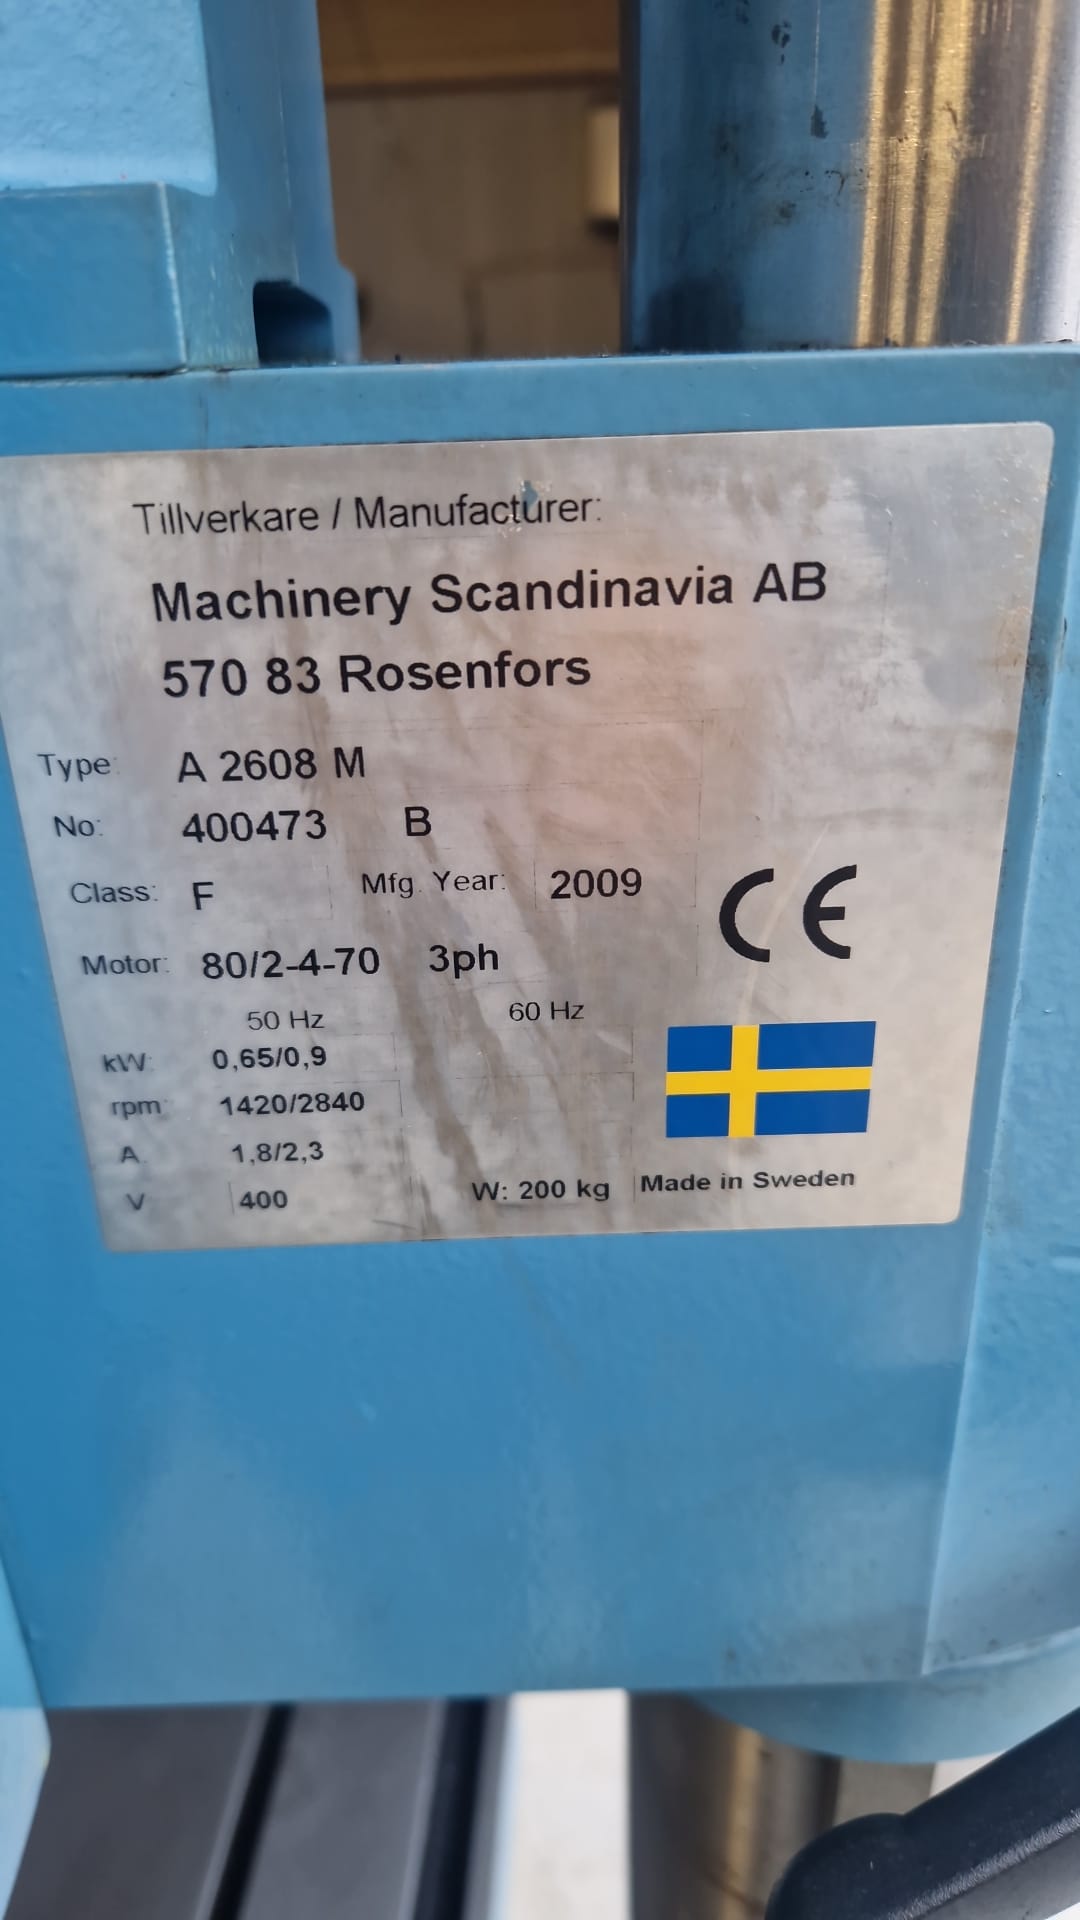 Tillverkare / Manufacturer:
Machinery Scandinavia AB
570 83 Rosenfors
Type: A 2608 M
No: 400473 B
Class: F Mfg. Year: 2009
CE
Motor: 80/2-4-70 3ph
50 Hz 60 Hz
kW: 0,65/0,9
rpm: 1420/2840
A. 1,8/2,3
V 400
W: 200 kg Made in Sweden